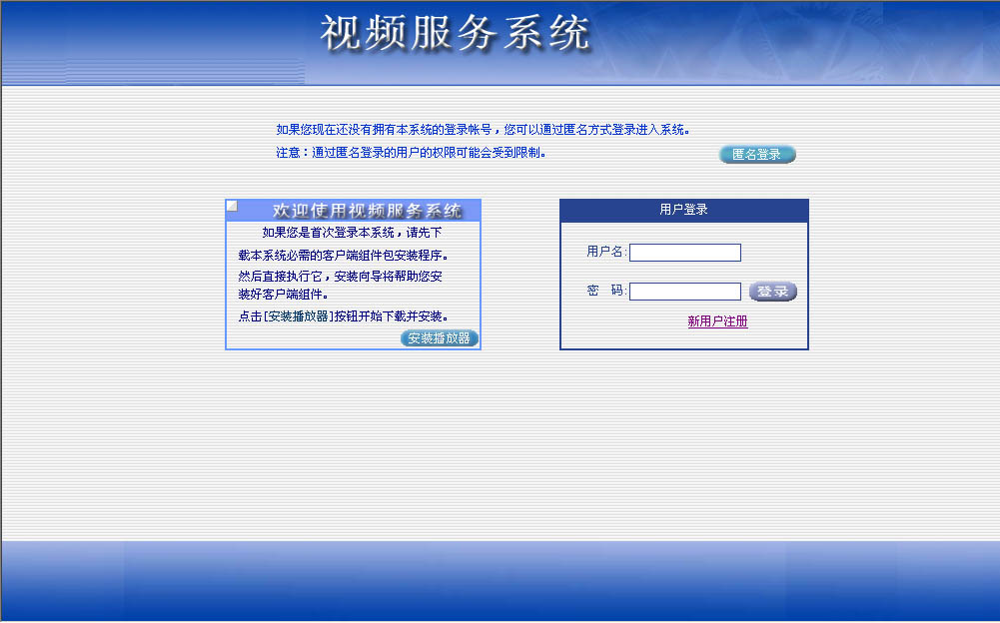 视频服务系统
如果您现在还没有拥有本系统的登录帐号，您可以通过匿名方式登录进入系统。
注意：通过匿名登录的用户的权限可能会受到限制。
匿名登录
欢迎使用视频服务系统
如果您是首次登录本系统，请先下
载本系统必需的客户端组件包安装程序。
然后直接执行它，安装向导将帮助您安
装好客户端组件。
点击[安装播放器]按钮开始下载并安装。
安装播放器
用户登录
用户名:
密 码:
登录
新用户注册